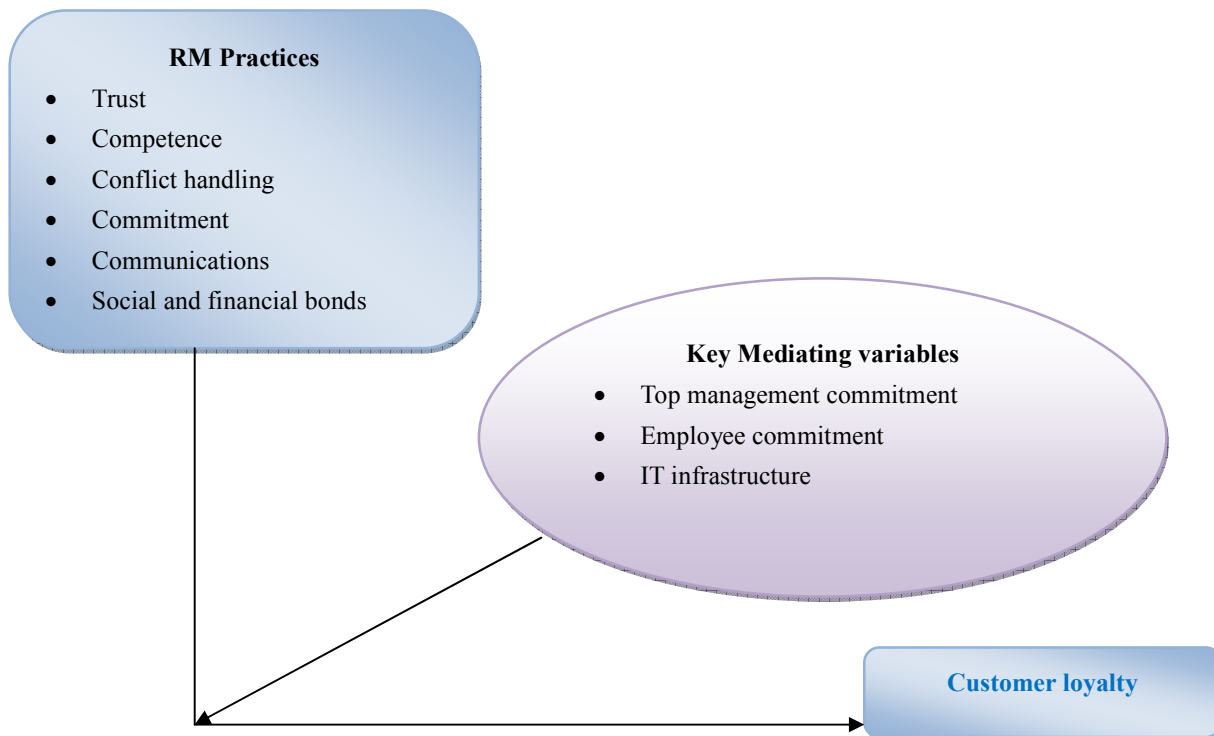 RM Practices
• Trust
• Competence
• Conflict handling
• Commitment
• Communications
• Social and financial bonds
Key Mediating variables
• Top management commitment
• Employee commitment
• IT infrastructure
Customer loyalty